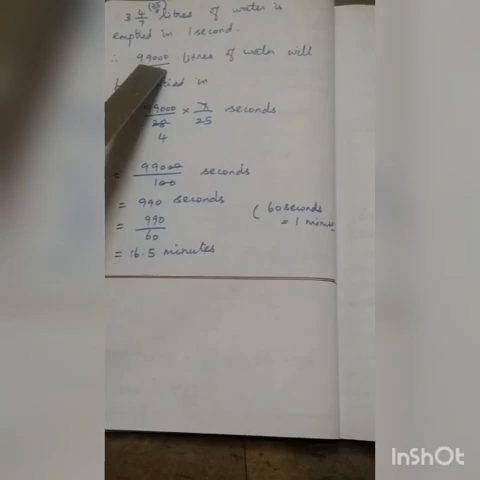 3 4/7 (25/7) litres of water is
emptied in 1 second.
∴ 99000 litres of water will
in
99000/28 × 7/25 seconds
4
= 99000/100 seconds
= 990 seconds (60 seconds
= 990/60 = 1 minute
= 16.5 minutes
InShOt